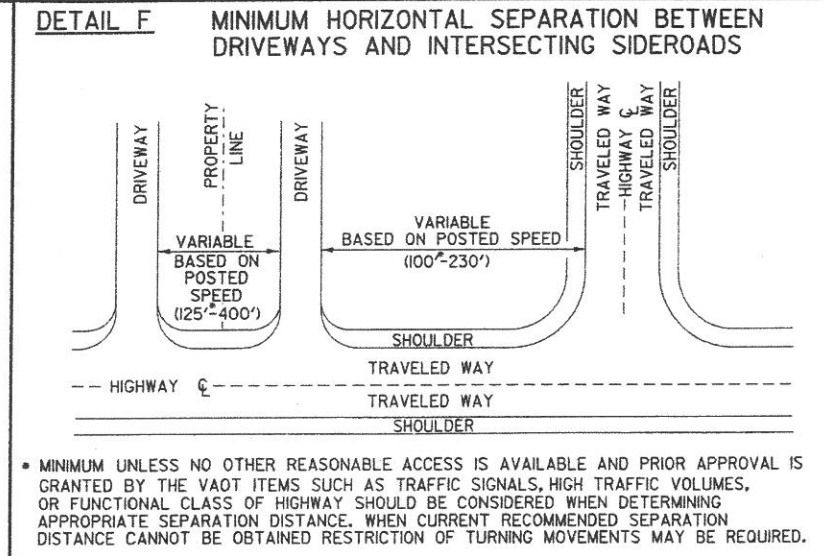 DETAIL F MINIMUM HORIZONTAL SEPARATION BETWEEN
DRIVEWAYS AND INTERSECTING SIDEROADS
DRIVEWAY
PROPERTY
LINE
DRIVEWAY
SHOULDER
TRAVELED WAY
HIGHWAY ℄
TRAVELED WAY
SHOULDER
VARIABLE
BASED ON
POSTED
SPEED
(125'*-400')
VARIABLE
BASED ON POSTED SPEED
(100'*-230')
SHOULDER
TRAVELED WAY
HIGHWAY ℄
TRAVELED WAY
SHOULDER
* MINIMUM UNLESS NO OTHER REASONABLE ACCESS IS AVAILABLE AND PRIOR APPROVAL IS
GRANTED BY THE VAOT ITEMS SUCH AS TRAFFIC SIGNALS, HIGH TRAFFIC VOLUMES,
OR FUNCTIONAL CLASS OF HIGHWAY SHOULD BE CONSIDERED WHEN DETERMINING
APPROPRIATE SEPARATION DISTANCE. WHEN CURRENT RECOMMENDED SEPARATION
DISTANCE CANNOT BE OBTAINED RESTRICTION OF TURNING MOVEMENTS MAY BE REQUIRED.